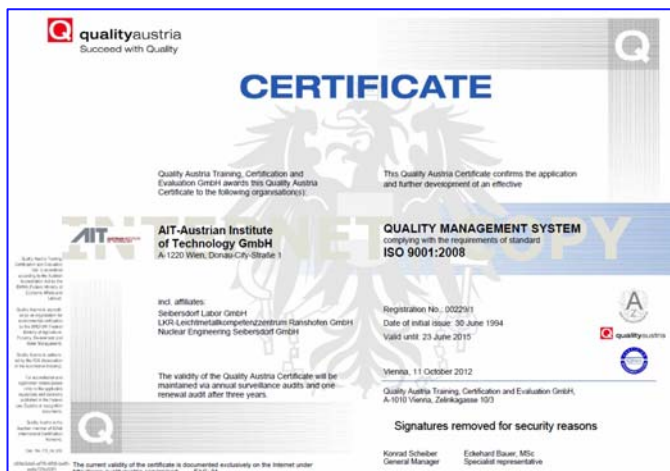 qualityaustria
Succeed with Quality
CERTIFICATE
Quality Austria Training, Certification and
Evaluation GmbH awards this Quality Austria
Certificate to the following organisation(s):
This Quality Austria Certificate confirms the application
and further development of an effective
INTERNET COPY
AIT
AIT-Austrian Institute
of Technology GmbH
A-1220 Wien, Donau-City-Straße 1
QUALITY MANAGEMENT SYSTEM
complying with the requirements of standard
ISO 9001:2008
incl. affiliates:
Seibersdorf Labor GmbH
LKR-Leichtmetallkompetenzzentrum Ranshofen GmbH
Nuclear Engineering Seibersdorf GmbH
Registration No.: 00229/1
Date of initial issue: 30 June 1994
Valid until: 23 June 2015
qualityaustria
The validity of the Quality Austria Certificate will be
maintained via annual surveillance audits and one
renewal audit after three years.
Vienna, 11 October 2012
Quality Austria Training, Certification and Evaluation GmbH,
A-1010 Vienna, Zelinkagasse 10/3
Signatures removed for security reasons
Konrad Scheiber
General Manager
Eckehard Bauer, MSc
Specialist representative
The current validity of the certificate is documented exclusively on the Internet under